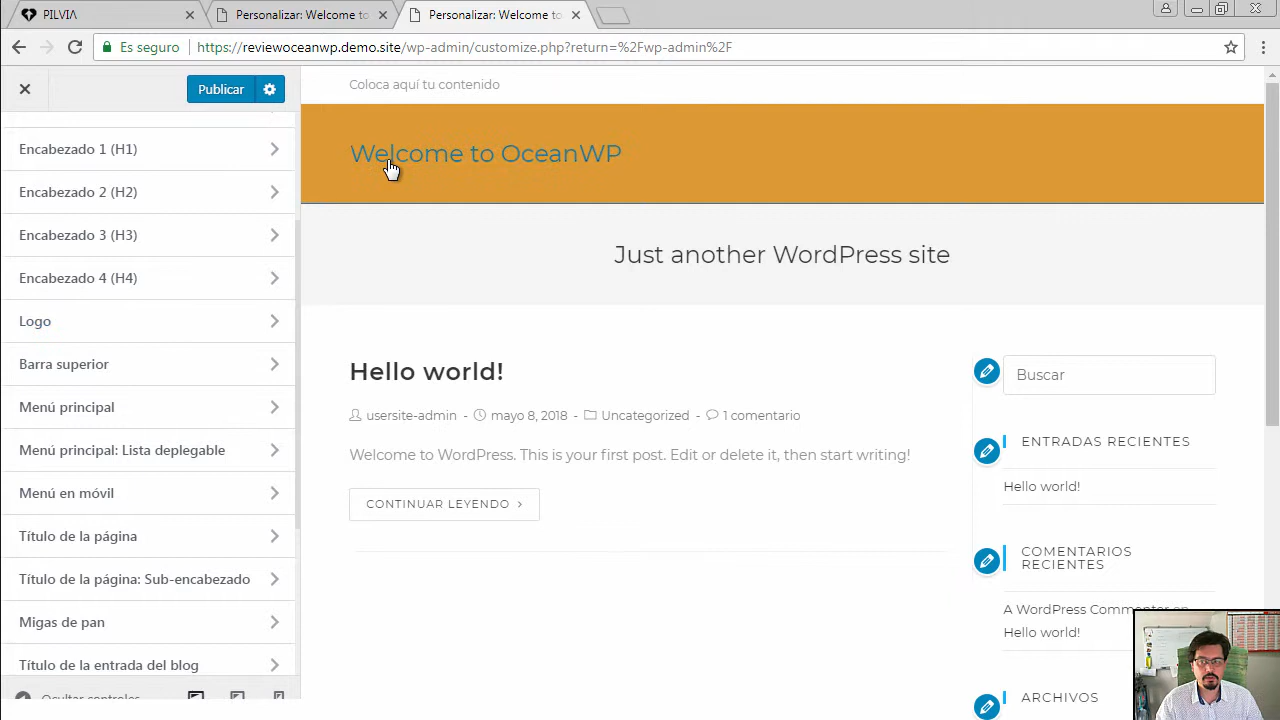 PILVIA
Personalizar: Welcome to
Personalizar: Welcome to
Es seguro
https://reviewoceanwp.demo.site/wp-admin/customize.php?return=%2Fwp-admin%2F
Publicar
Encabezado 1 (H1)
Encabezado 2 (H2)
Encabezado 3 (H3)
Encabezado 4 (H4)
Logo
Barra superior
Menú principal
Menú principal: Lista deplegable
Menú en móvil
Título de la página
Título de la página: Sub-encabezado
Migas de pan
Título de la entrada del blog
Ocultar controles
Coloca aquí tu contenido
Welcome to OceanWP
Just another WordPress site
Hello world!
usersite-admin - mayo 8, 2018 - Uncategorized - 1 comentario
Welcome to WordPress. This is your first post. Edit or delete it, then start writing!
CONTINUAR LEYENDO >
Buscar
ENTRADAS RECIENTES
Hello world!
COMENTARIOS
RECIENTES
A WordPress Commenter en
Hello world!
ARCHIVOS